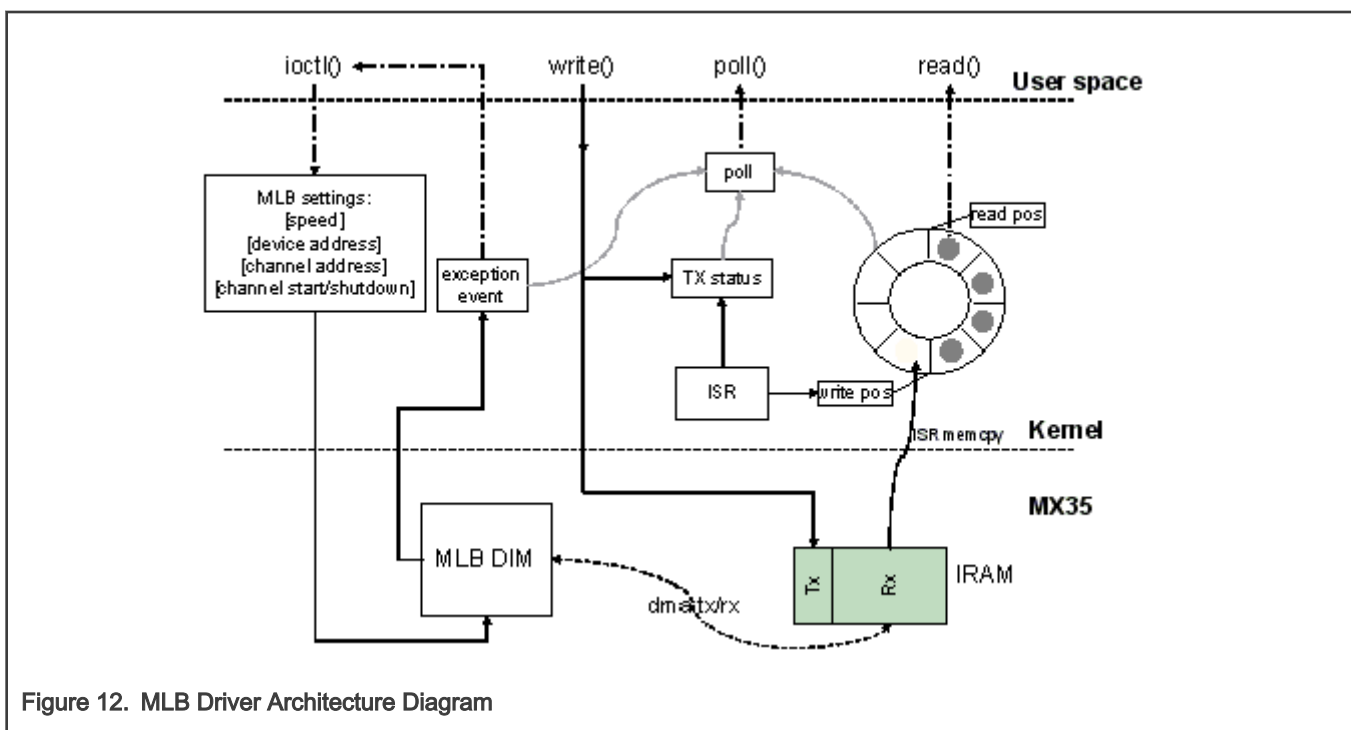 ioctl()
write()
poll()
read()
User space
MLB settings:
[speed]
[device address]
[channel address]
[channel start/shutdown]
exception
event
poll
TX status
read pos
ISR
write pos
ISR memcpy
Kernel
MX35
MLB DIM
dma tx/rx
Tx
Rx
IRAM
Figure 12. MLB Driver Architecture Diagram